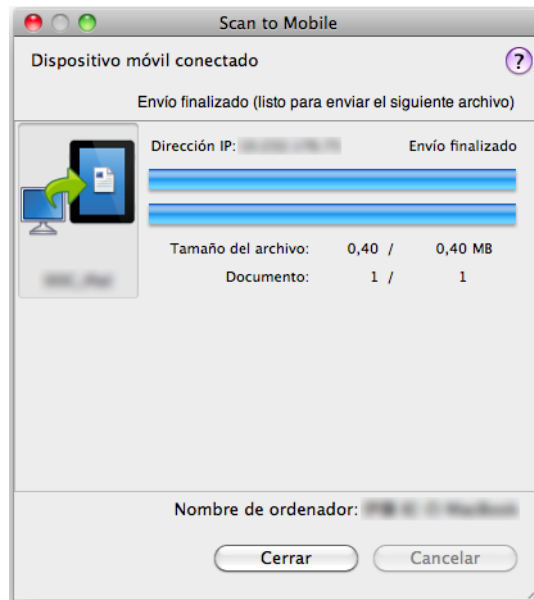 Scan to Mobile
Dispositivo móvil conectado
?
Envío finalizado (listo para enviar el siguiente archivo)
Dirección IP:
Envío finalizado
Tamaño del archivo: 0,40 / 0,40 MB
Documento: 1 / 1
Nombre de ordenador:
Cerrar
Cancelar